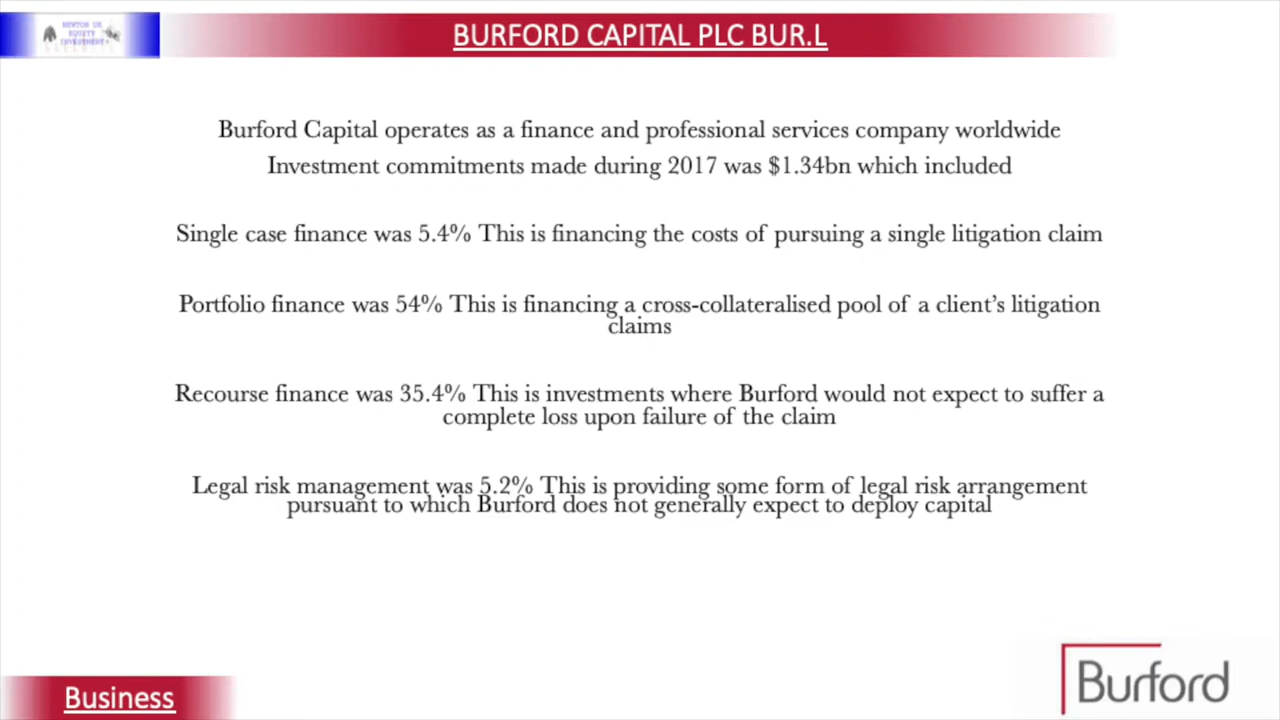 NEWTON UK
EQUITY
INVESTMENT
BURFORD CAPITAL PLC BUR.L
Burford Capital operates as a finance and professional services company worldwide
Investment commitments made during 2017 was $1.34bn which included
Single case finance was 5.4% This is financing the costs of pursuing a single litigation claim
Portfolio finance was 54% This is financing a cross-collateralised pool of a client’s litigation
claims
Recourse finance was 35.4% This is investments where Burford would not expect to suffer a
complete loss upon failure of the claim
Legal risk management was 5.2% This is providing some form of legal risk arrangement
pursuant to which Burford does not generally expect to deploy capital
Business
Burford